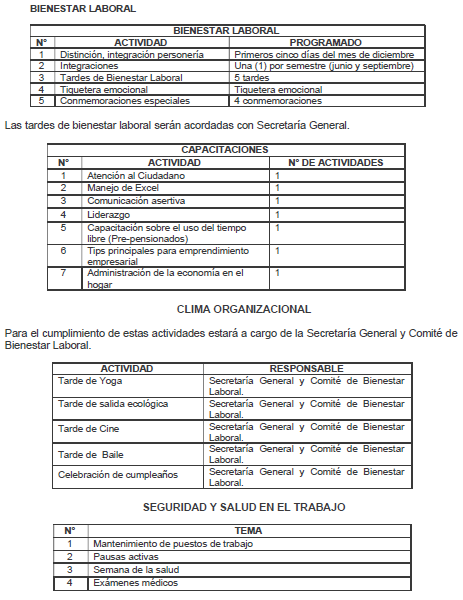 BIENESTAR LABORAL
BIENESTAR LABORAL
N° ACTIVIDAD PROGRAMADO
1 Distinción, integración personería Primeros cinco días del mes de diciembre
2 Integraciones Una (1) por semestre (junio y septiembre)
3 Tardes de Bienestar Laboral 5 tardes
4 Tiquetera emocional Tiquetera emocional
5 Conmemoraciones especiales 4 conmemoraciones
Las tardes de bienestar laboral serán acordadas con Secretaría General.
CAPACITACIONES
N° ACTIVIDAD N° DE ACTIVIDADES
1 Atención al Ciudadano 1
2 Manejo de Excel 1
3 Comunicación asertiva 1
4 Liderazgo 1
5 Capacitación sobre el uso del tiempo 1
libre (Pre-pensionados)
6 Tips principales para emprendimiento 1
empresarial
7 Administración de la economía en el 1
hogar
CLIMA ORGANIZACIONAL
Para el cumplimiento de estas actividades estará a cargo de la Secretaría General y Comité de
Bienestar Laboral.
ACTIVIDAD RESPONSABLE
Tarde de Yoga Secretaría General y Comité de Bienestar
Laboral.
Tarde de salida ecológica Secretaría General y Comité de Bienestar
Laboral.
Tarde de Cine Secretaría General y Comité de Bienestar
Laboral.
Tarde de Baile Secretaría General y Comité de Bienestar
Laboral.
Celebración de cumpleaños Secretaría General y Comité de Bienestar
Laboral.
SEGURIDAD Y SALUD EN EL TRABAJO
N° TEMA
1 Mantenimiento de puestos de trabajo
2 Pausas activas
3 Semana de la salud
4 Exámenes médicos